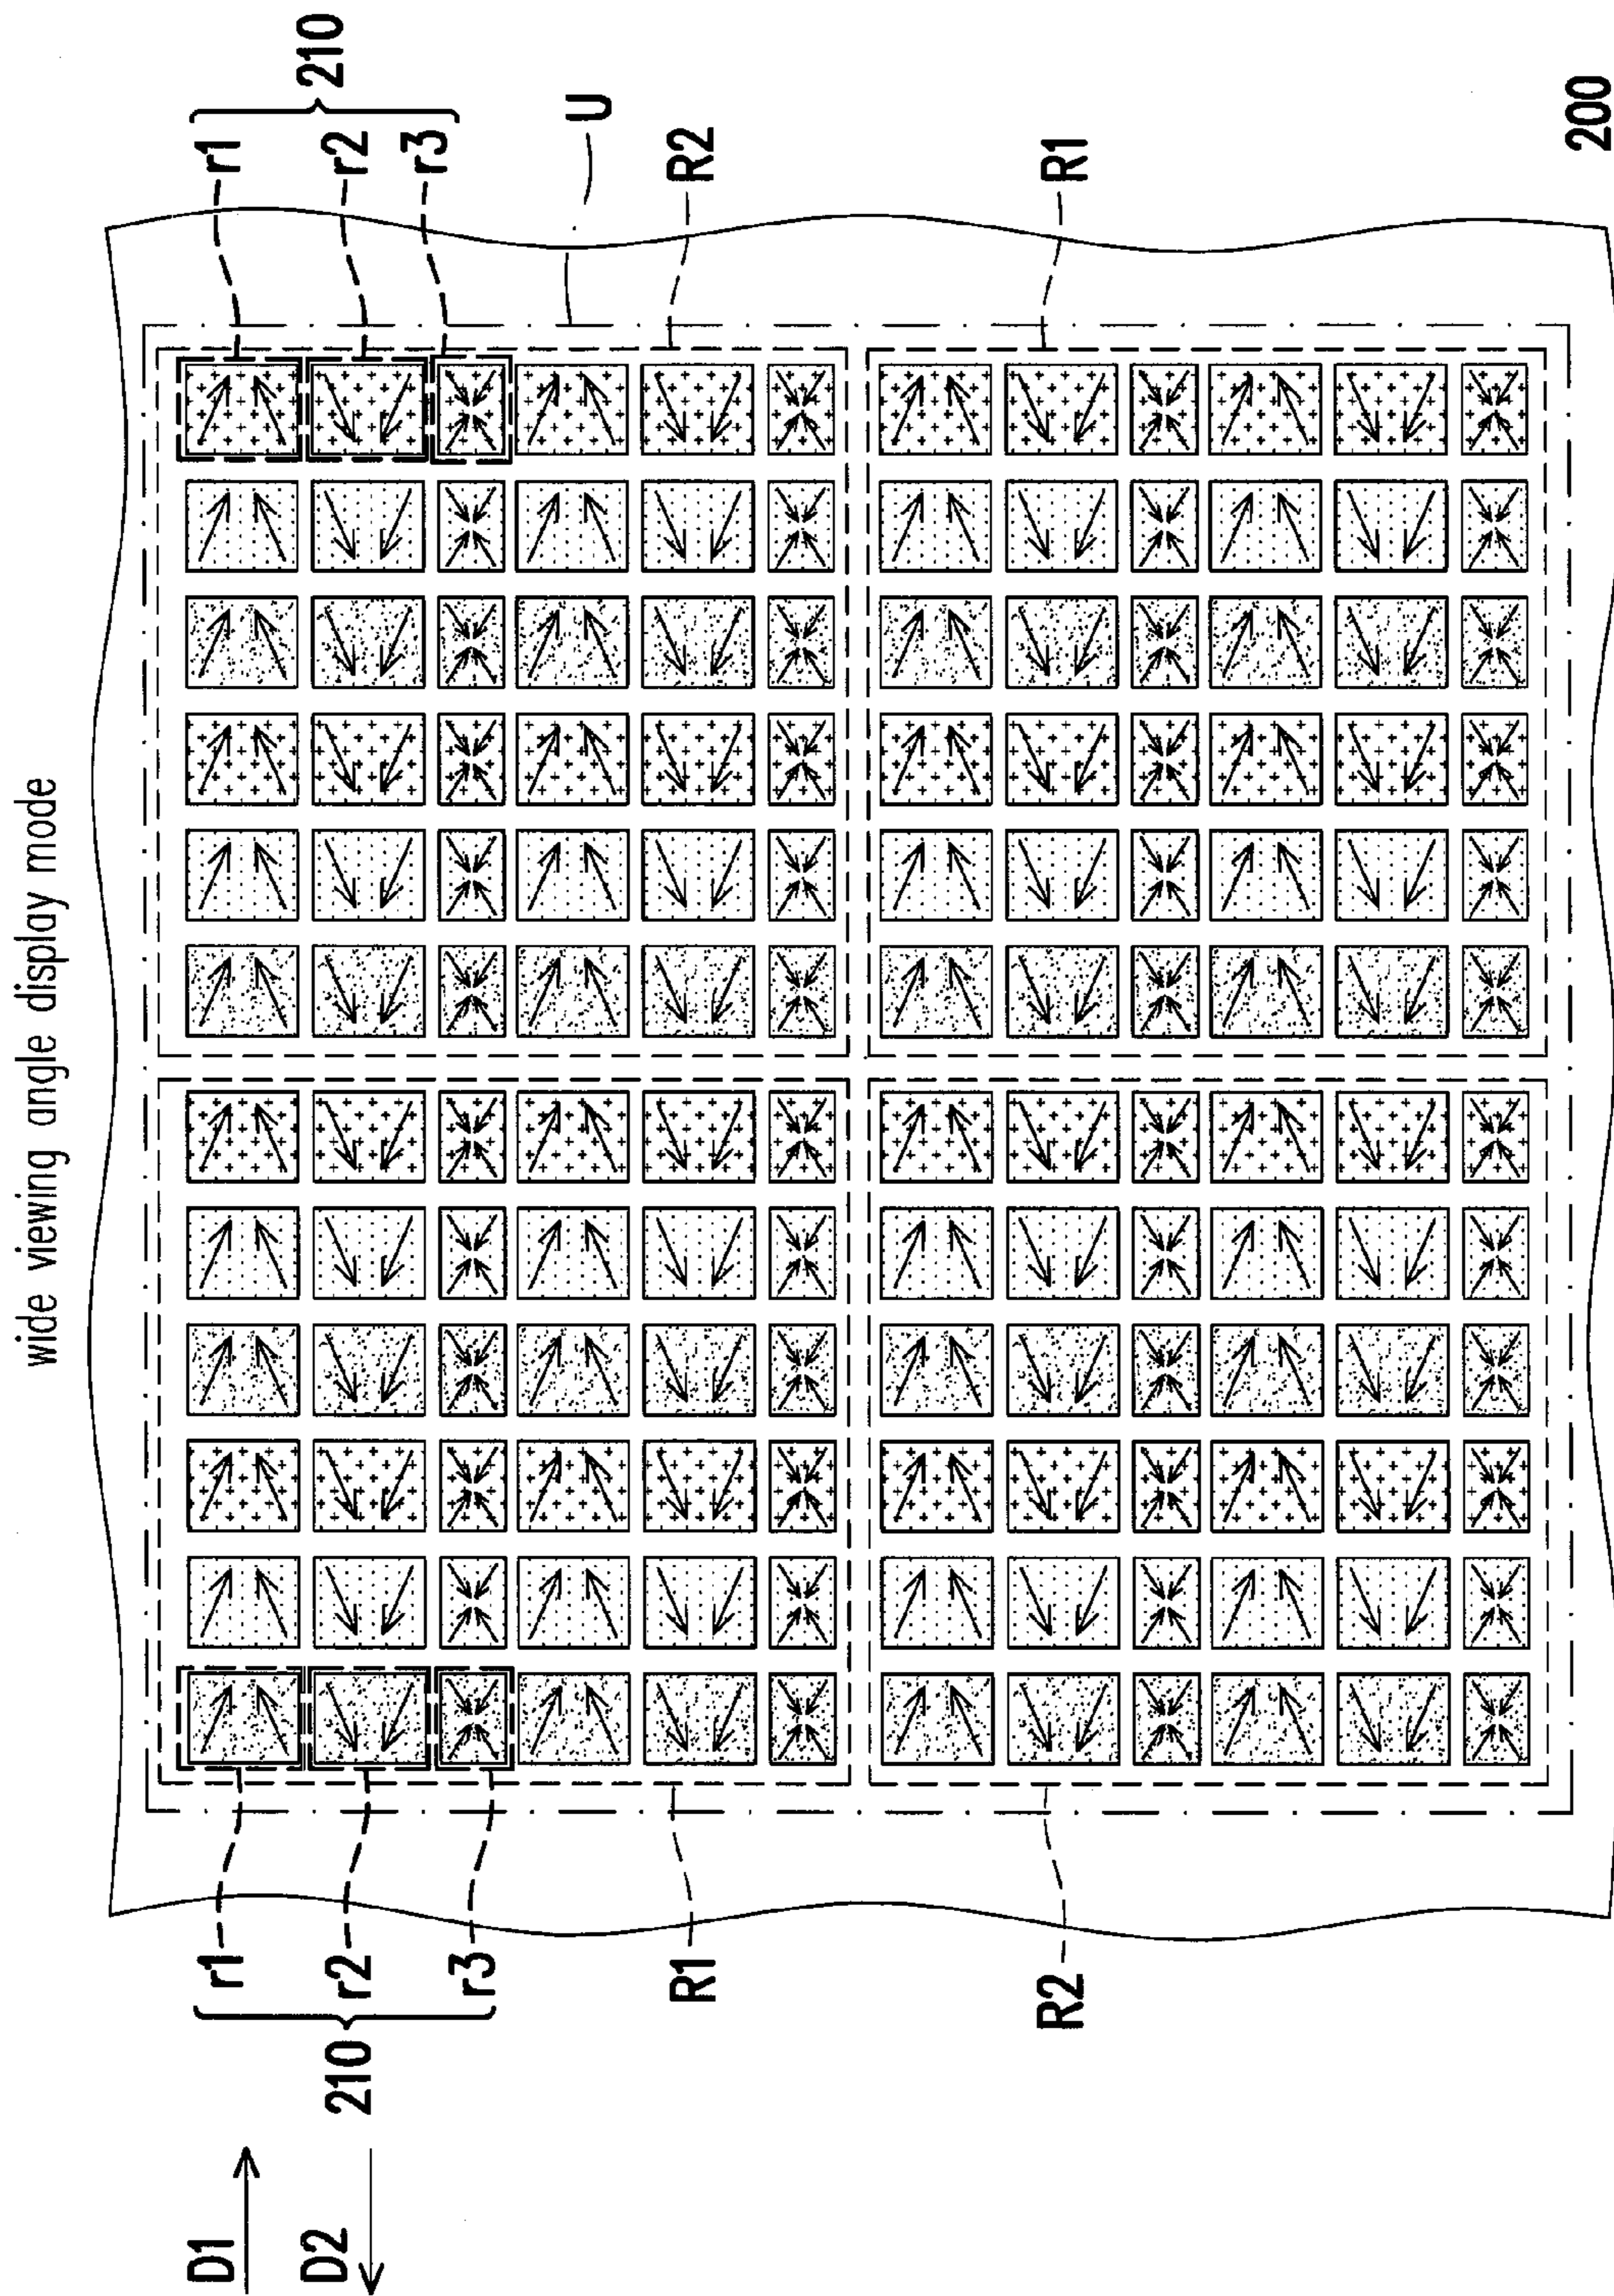 wide viewing angle display mode
D1
D2
210
r1
r2
r3
R1
R2
r1
r2
r3
210
U
R2
R1
200